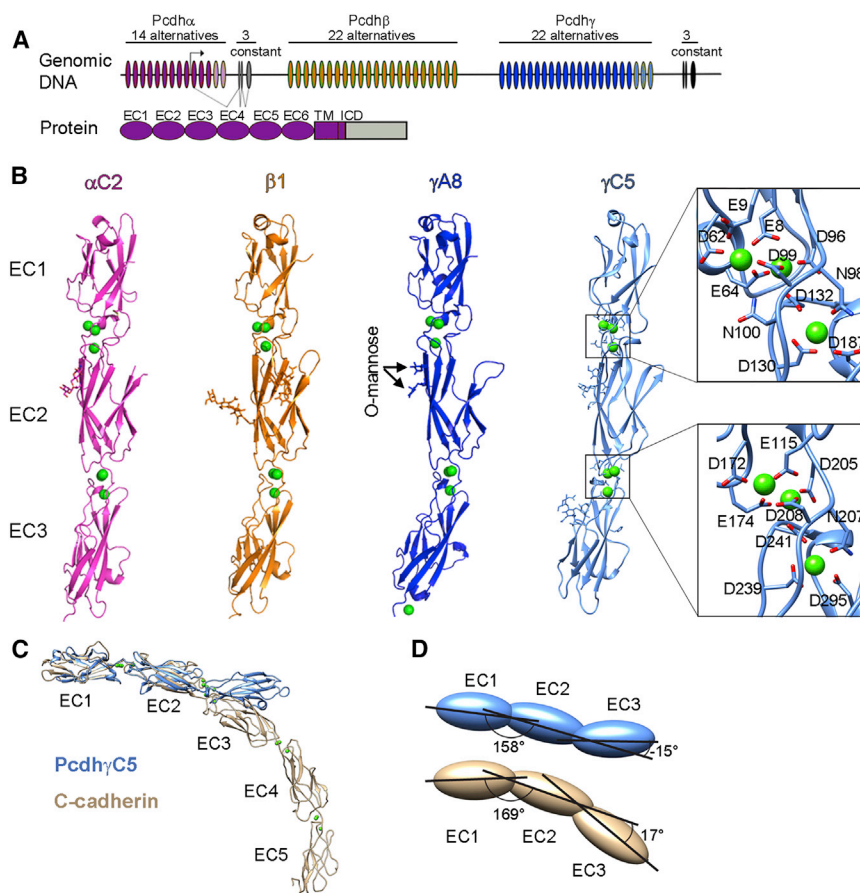 A
Pcdhα
14 alternatives
3
constant
Pcdhβ
22 alternatives
Pcdhγ
22 alternatives
3
constant
Genomic
DNA
Protein
EC1 EC2 EC3 EC4 EC5 EC6 TM ICD
B
αC2
β1
γA8
γC5
EC1
EC2
EC3
O-mannose
E9
E8
D62
D96
D99
N98
E64
D132
N100
D187
D130
E115
D172
D205
E174
D208
N207
D241
D239
D295
C
EC1
EC2
EC3
EC4
EC5
PcdhγC5
C-cadherin
D
EC1
EC2
EC3
158°
-15°
169°
17°
EC1
EC2
EC3